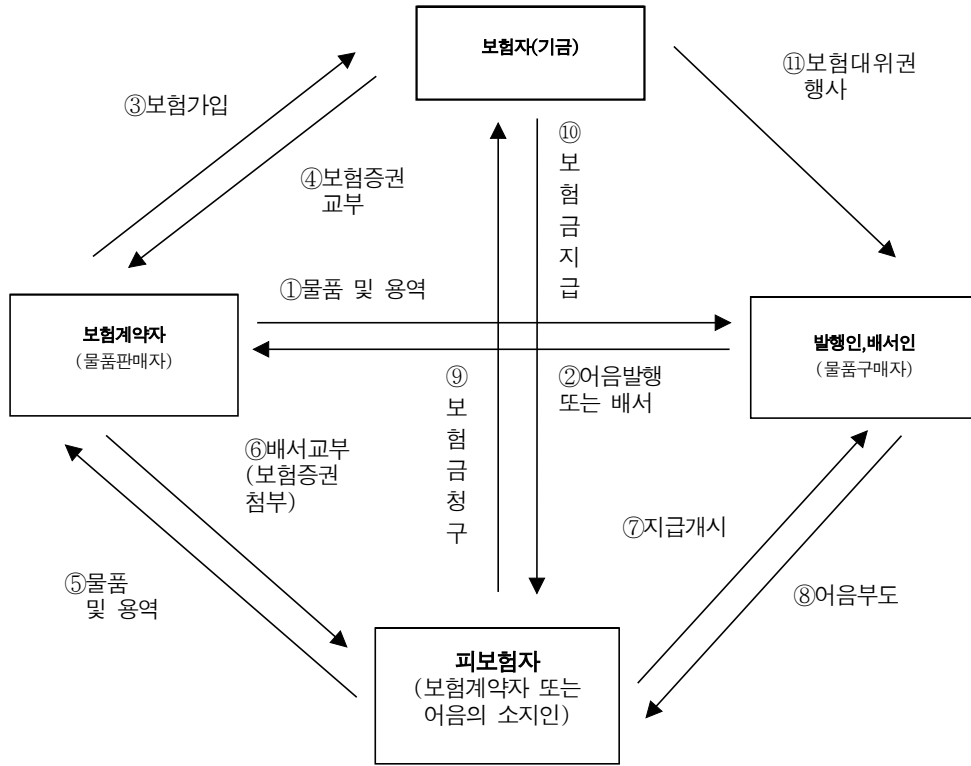 보험자(기금)
⑪보험대위권
행사
③보험가입
④보험증권
교부
⑩
보
험
금
지
급
①물품 및 용역
보험계약자
(물품판매자)
발행인,배서인
(물품구매자)
②어음발행
또는 배서
⑨
보
험
금
청
구
⑥배서교부
(보험증권
첨부)
⑦지급개시
⑤물품
및 용역
⑧어음부도
피보험자
(보험계약자 또는
어음의 소지인)